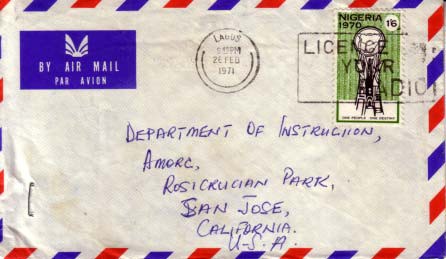 BY AIR MAIL
PAR AVION
LAGOS
26 FEB
1971
NIGERIA
1970
1/6
LICENCE
YOUR
RADIO
ONE PEOPLE ONE DESTINY
DEPARTMENT OF INSTRUCTION,
AMORC,
ROSICRUCIAN PARK,
SAN JOSE,
CALIFORNIA.
U.S.A.